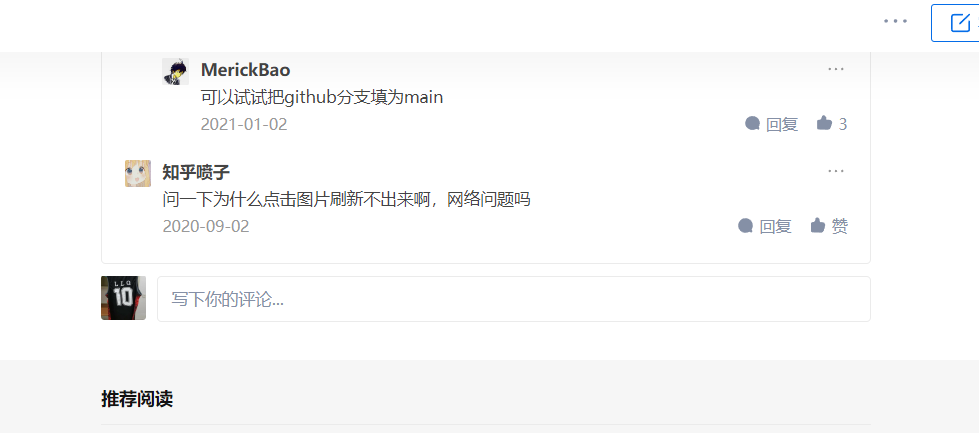 MerickBao
可以试试把github分支填为main
2021-01-02 回复 3
知乎喷子
问一下为什么点击图片刷新不出来啊，网络问题吗
2020-09-02 回复 赞
LEO
10
写下你的评论...
推荐阅读